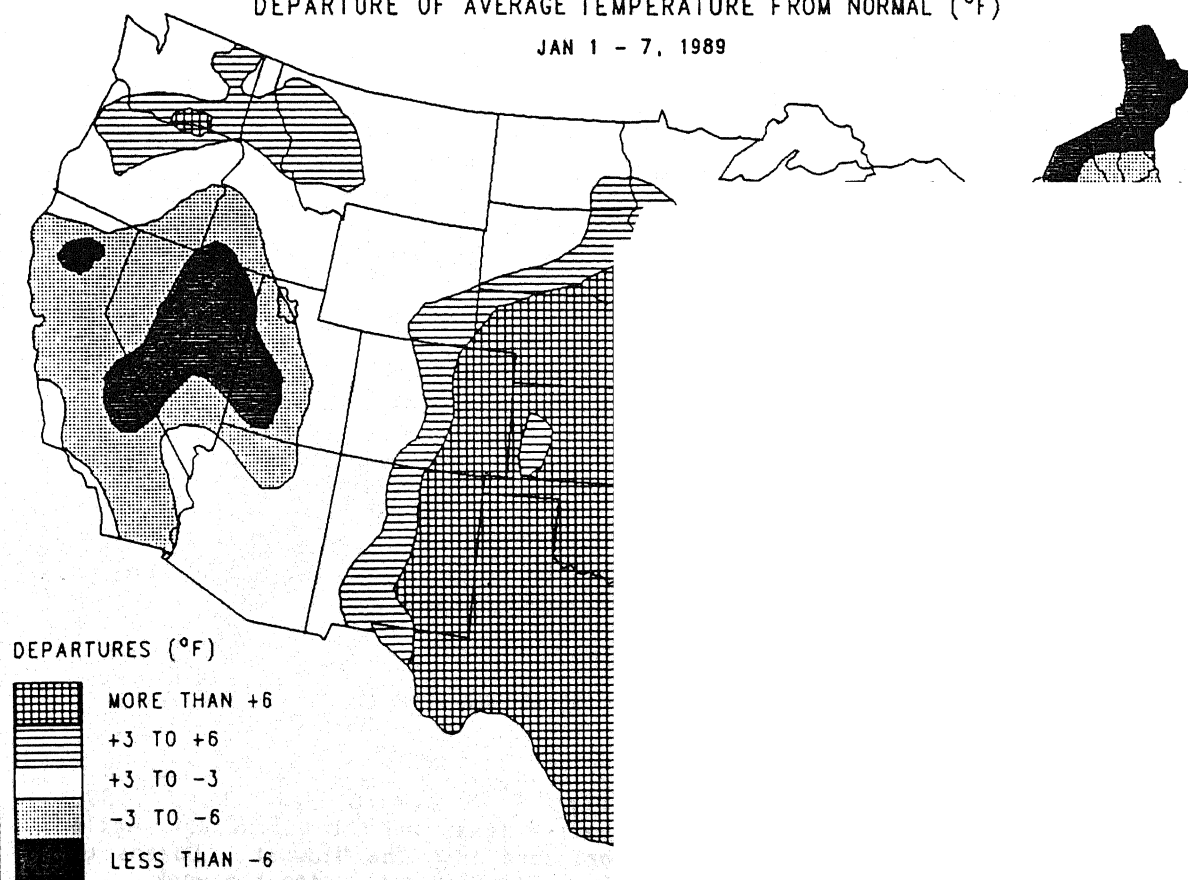 DEPARTURE OF AVERAGE TEMPERATURE FROM NORMAL (°F)
JAN 1 - 7, 1989
DEPARTURES (°F)
MORE THAN +6
+3 TO +6
+3 TO -3
-3 TO -6
LESS THAN -6